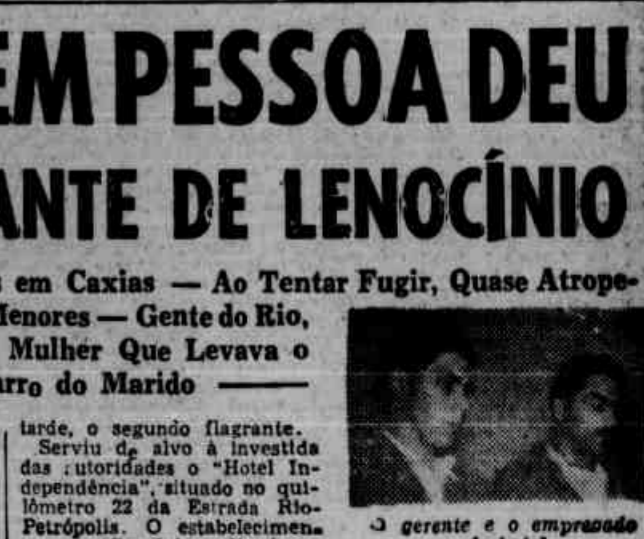 EM PESSOA DEU
ANTE DE LENOCÍNIO
s em Caxias — Ao Tentar Fugir, Quase Atrope-
Menores — Gente do Rio,
Mulher Que Levava o
arro do Marido
tarde, o segundo flagrante.
Serviu de alvo à investida
das autoridades o "Hotel In-
dependência", situado no qui-
lômetro 22 da Estrada Rio-
Petrópolis. O estabelecimen-
O gerente e o empregado